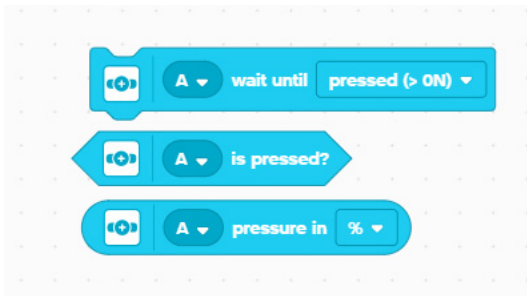 A wait until pressed (> 0N)
A is pressed?
A pressure in %